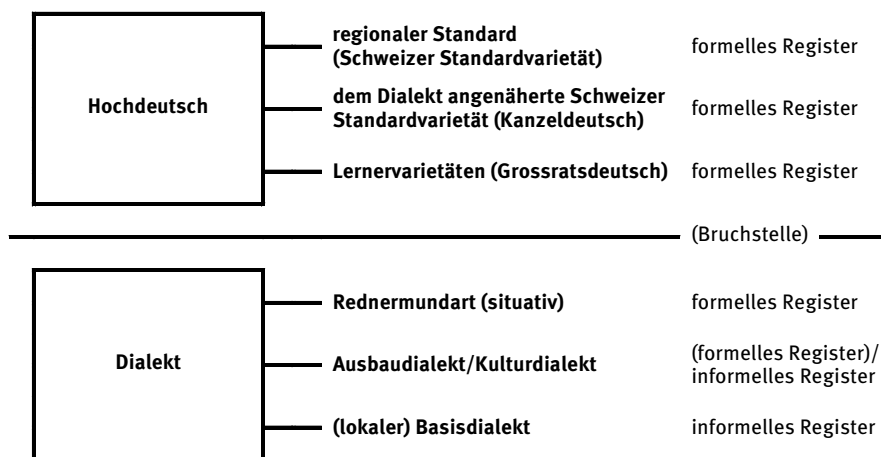 regionaler Standard
(Schweizer Standardvarietät)
formelles Register
Hochdeutsch
dem Dialekt angenäherte Schweizer
Standardvarietät (Kanzeldeutsch)
formelles Register
Lernervarietäten (Grossratsdeutsch)
formelles Register
(Bruchstelle)
Rednermundart (situativ)
formelles Register
Dialekt
Ausbaudialekt/Kulturdialekt
(formelles Register)/
informelles Register
(lokaler) Basisdialekt
informelles Register